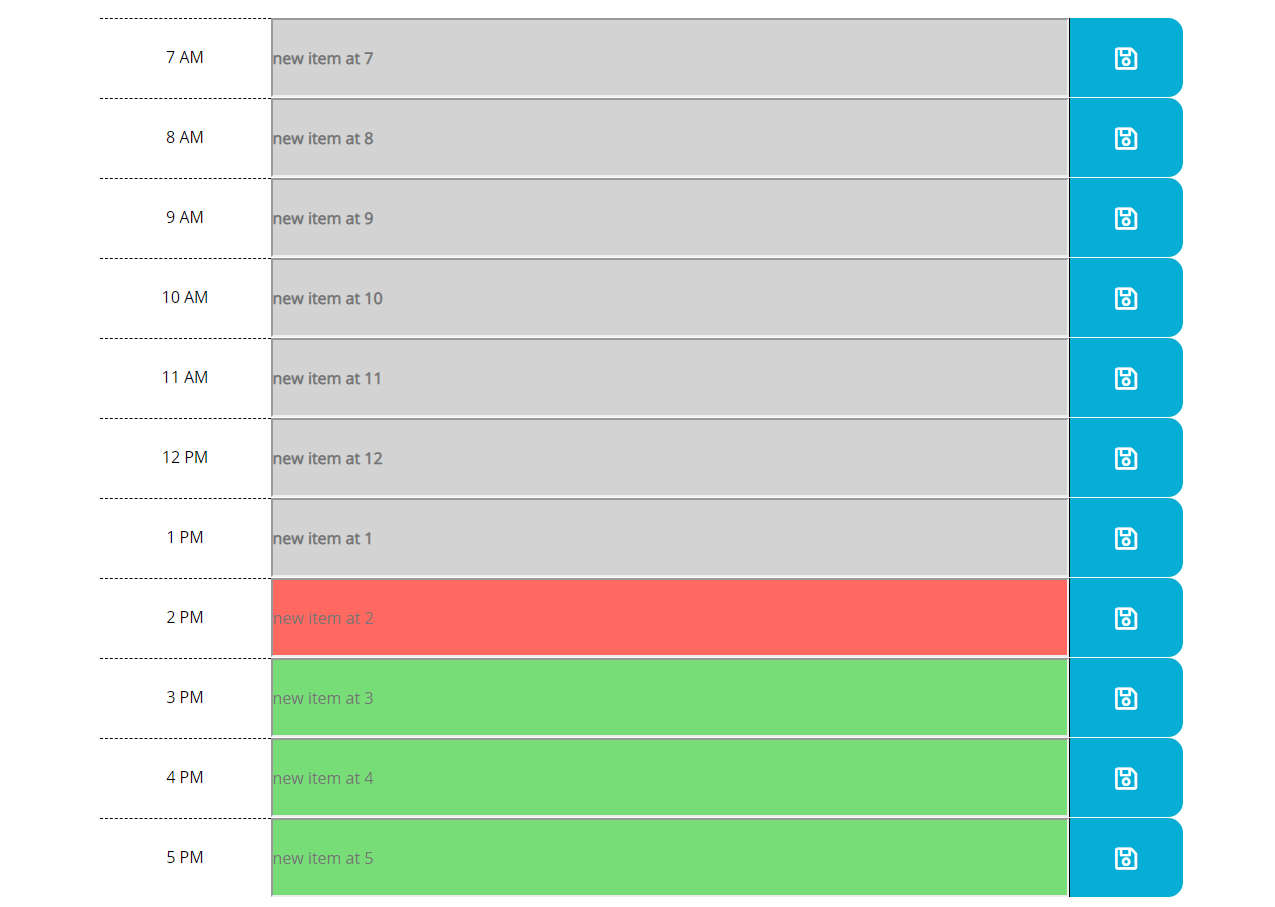 7 AM new item at 7
8 AM new item at 8
9 AM new item at 9
10 AM new item at 10
11 AM new item at 11
12 PM new item at 12
1 PM new item at 1
2 PM new item at 2
3 PM new item at 3
4 PM new item at 4
5 PM new item at 5